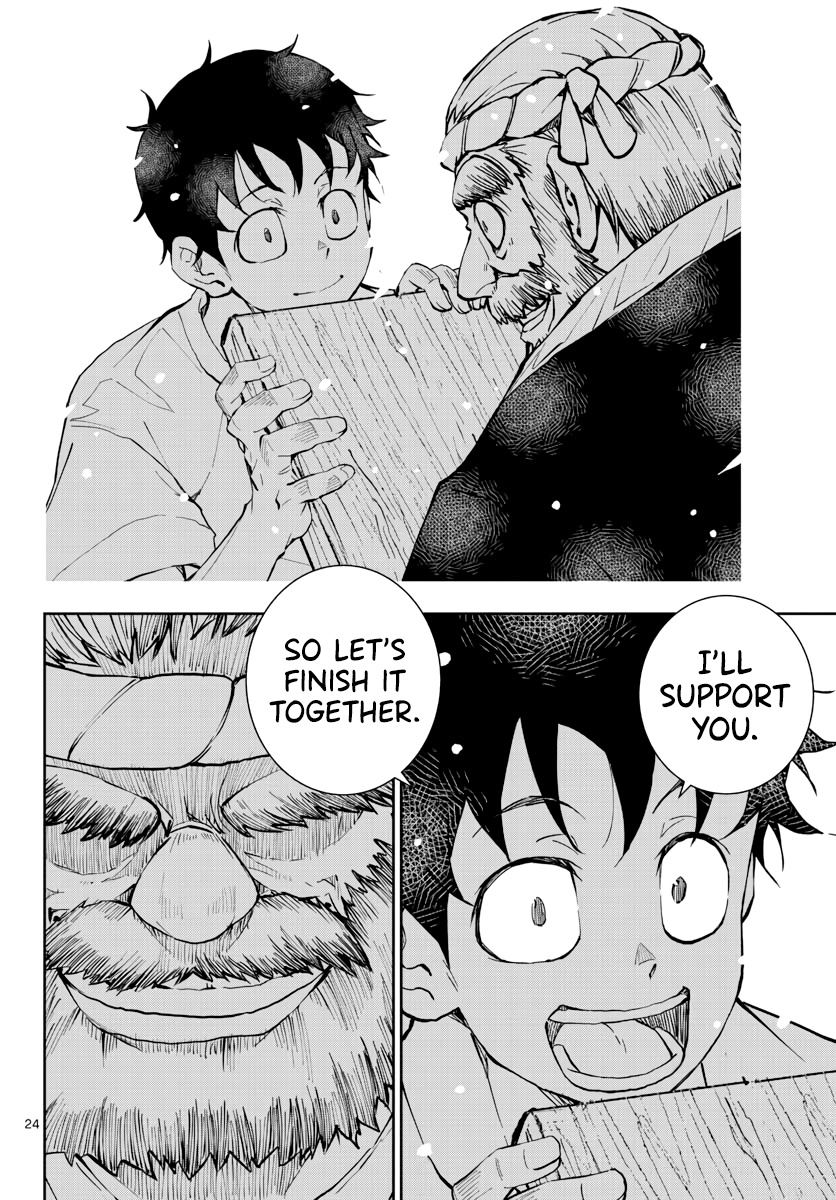 I'LL
SUPPORT
YOU.
SO LET'S
FINISH IT
TOGETHER.
24